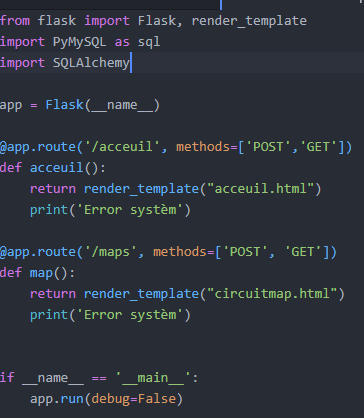 from flask import Flask, render_template
import PyMySQL as sql
import SQLAlchemy
app = Flask(__name__)
@app.route('/acceuil', methods=['POST','GET'])
def acceuil():
return render_template("acceuil.html")
print('Error systèm')
@app.route('/maps', methods=['POST', 'GET'])
def map():
return render_template("circuitmap.html")
print('Error systèm')
if __name__ == '__main__':
app.run(debug=False)